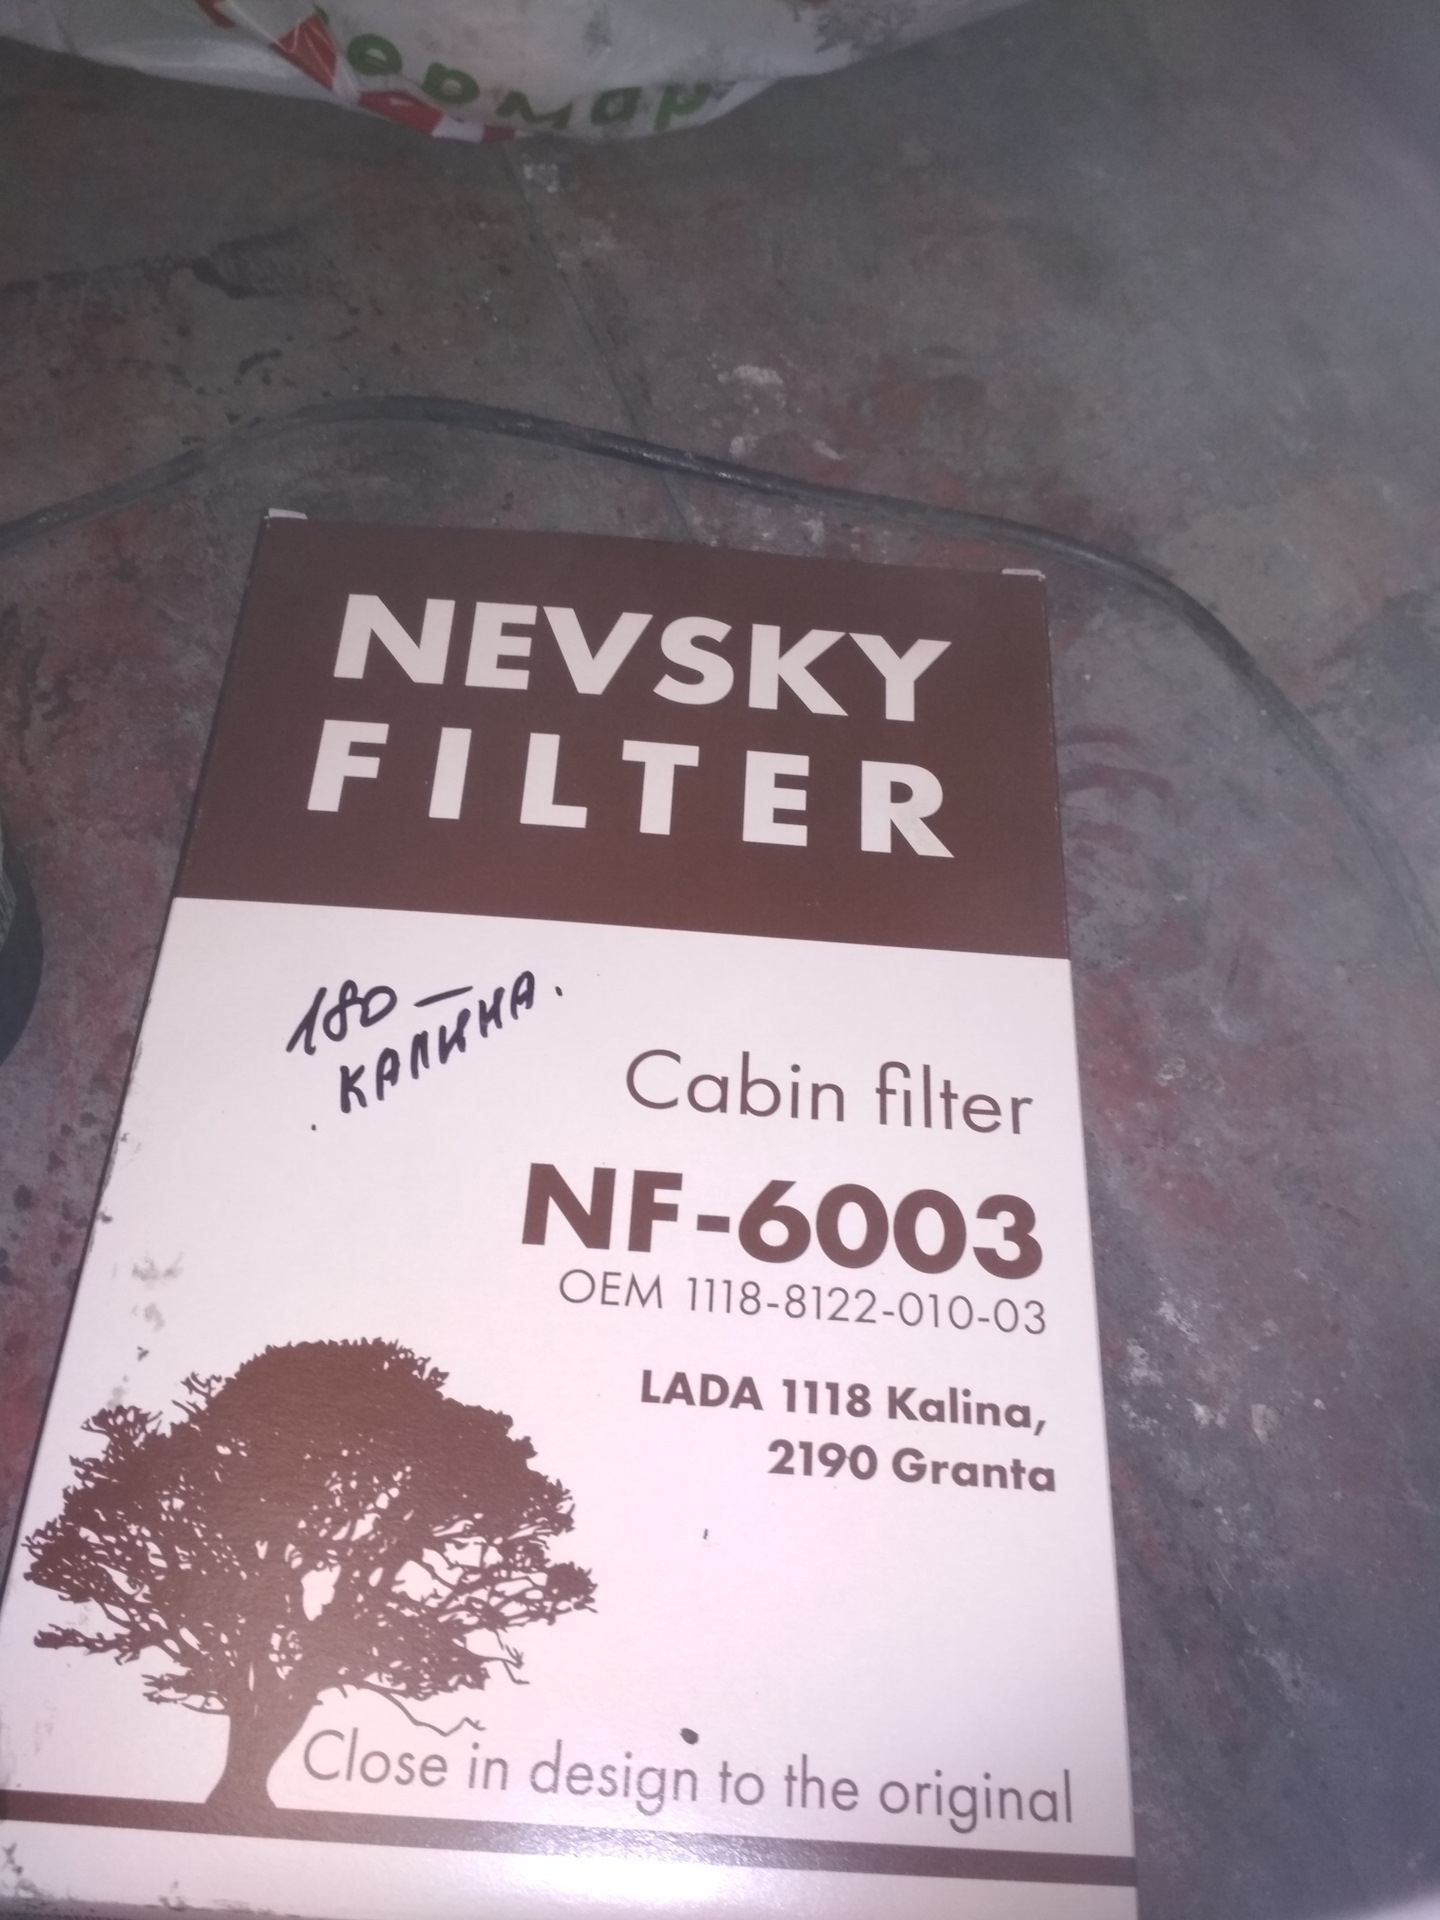 NEVSKY
FILTER
180 —
КАЛИНА.
Cabin filter
NF-6003
OEM 1118-8122-010-03
LADA 1118 Kalina,
2190 Granta
Close in design to the original